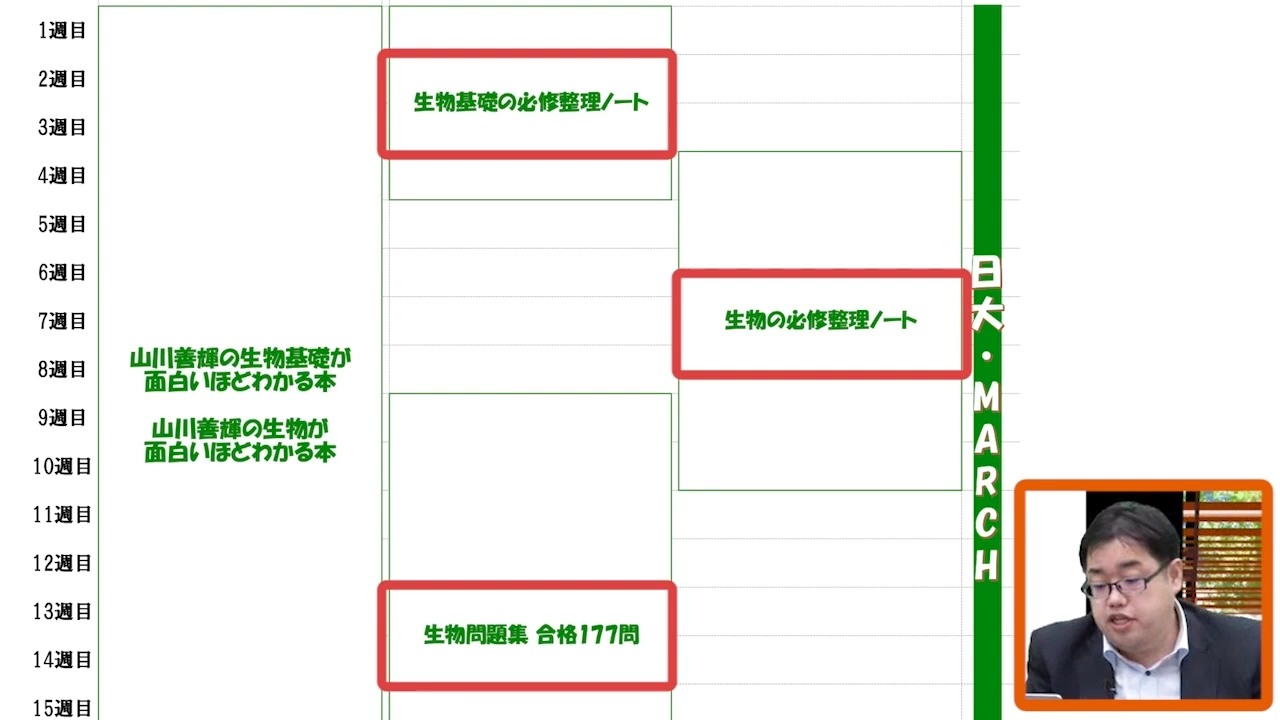 1週目
2週目
3週目
4週目
5週目
6週目
7週目
8週目
9週目
10週目
11週目
12週目
13週目
14週目
15週目
山川善輝の生物基礎が
面白いほどわかる本
山川善輝の生物が
面白いほどわかる本
生物基礎の必修整理ノート
生物問題集 合格177問
生物の必修整理ノート
日大・MARCH